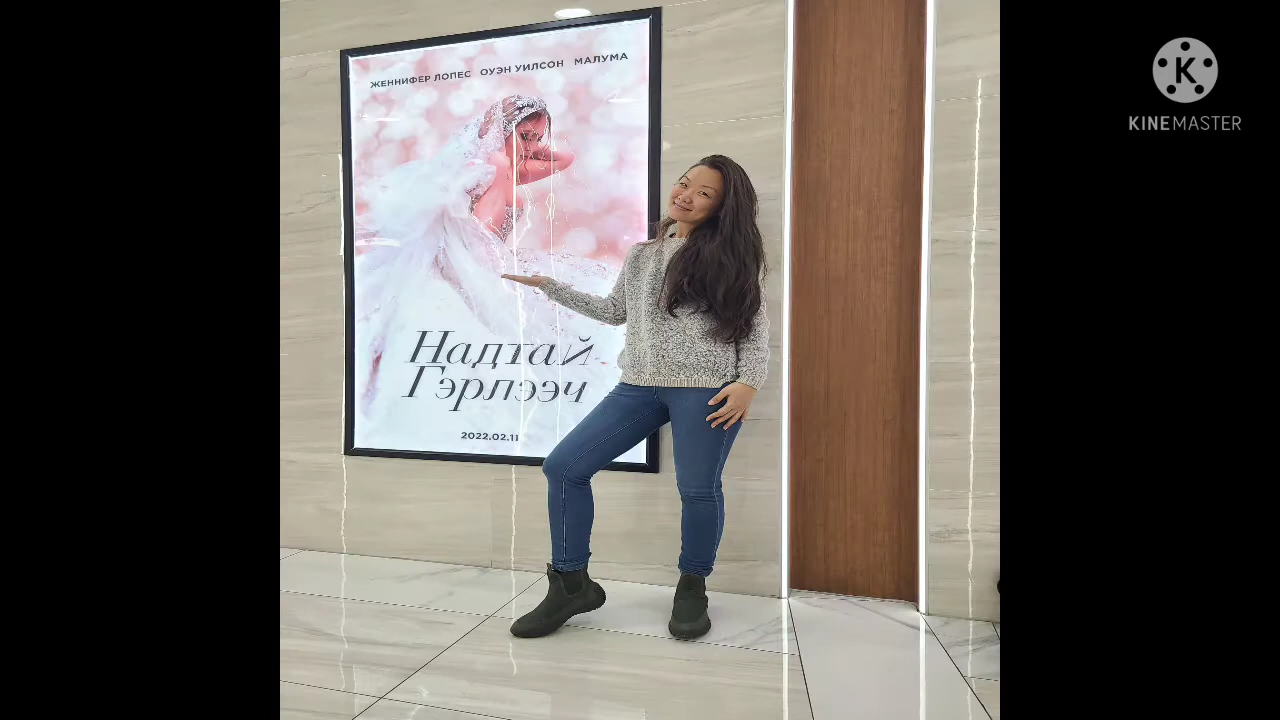 ЖЕННИФЕР ЛОПЕС ОУЭН УИЛСОН МАЛУМА
Надтай
Гэрлээч
2022.02.11
KINEMASTER